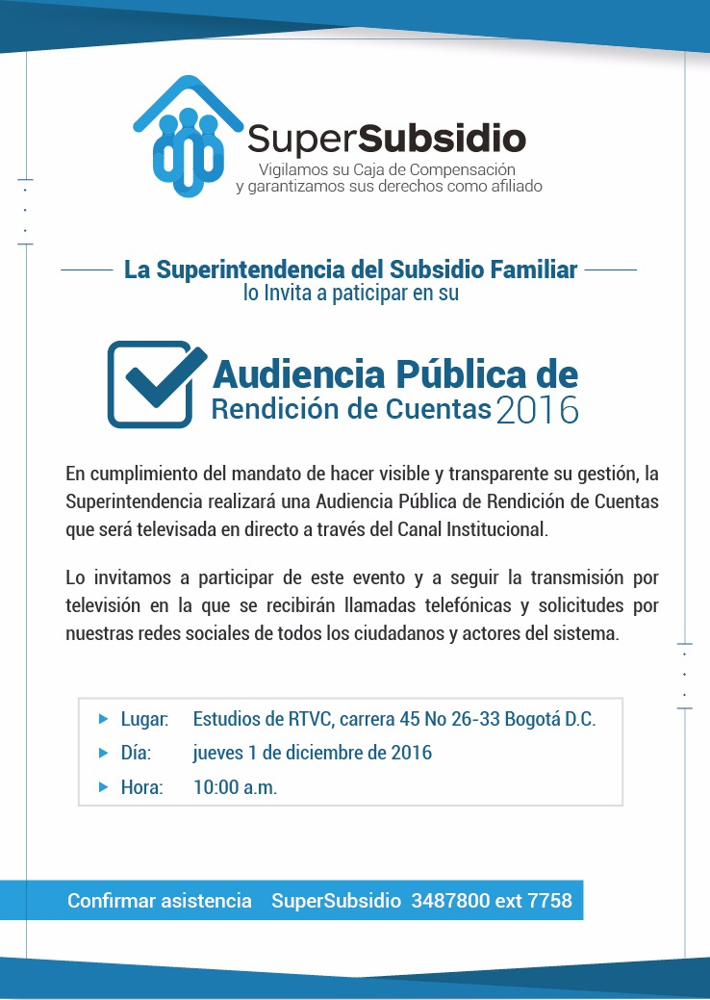 SuperSubsidio
Vigilamos su Caja de Compensación
y garantizamos sus derechos como afiliado
La Superintendencia del Subsidio Familiar
lo Invita a paticipar en su
Audiencia Pública de
Rendición de Cuentas 2016
En cumplimiento del mandato de hacer visible y transparente su gestión, la
Superintendencia realizará una Audiencia Pública de Rendición de Cuentas
que será televisada en directo a través del Canal Institucional.
Lo invitamos a participar de este evento y a seguir la transmisión por
televisión en la que se recibirán llamadas telefónicas y solicitudes por
nuestras redes sociales de todos los ciudadanos y actores del sistema.
Lugar: Estudios de RTVC, carrera 45 No 26-33 Bogotá D.C.
Día: jueves 1 de diciembre de 2016
Hora: 10:00 a.m.
Confirmar asistencia SuperSubsidio 3487800 ext 7758